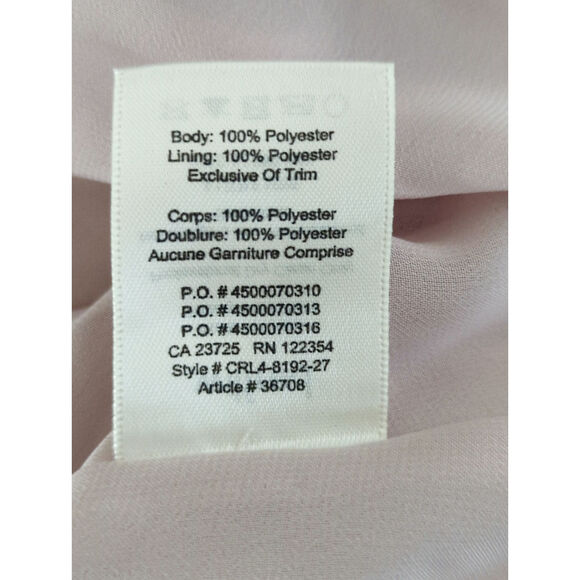 Body: 100% Polyester
Lining: 100% Polyester
Exclusive Of Trim
Corps: 100% Polyester
Doublure: 100% Polyester
Aucune Garniture Comprise
P.O. # 4500070310
P.O. # 4500070313
P.O. # 4500070316
CA 23725 RN 122354
Style # CRL4-8192-27
Article # 36708